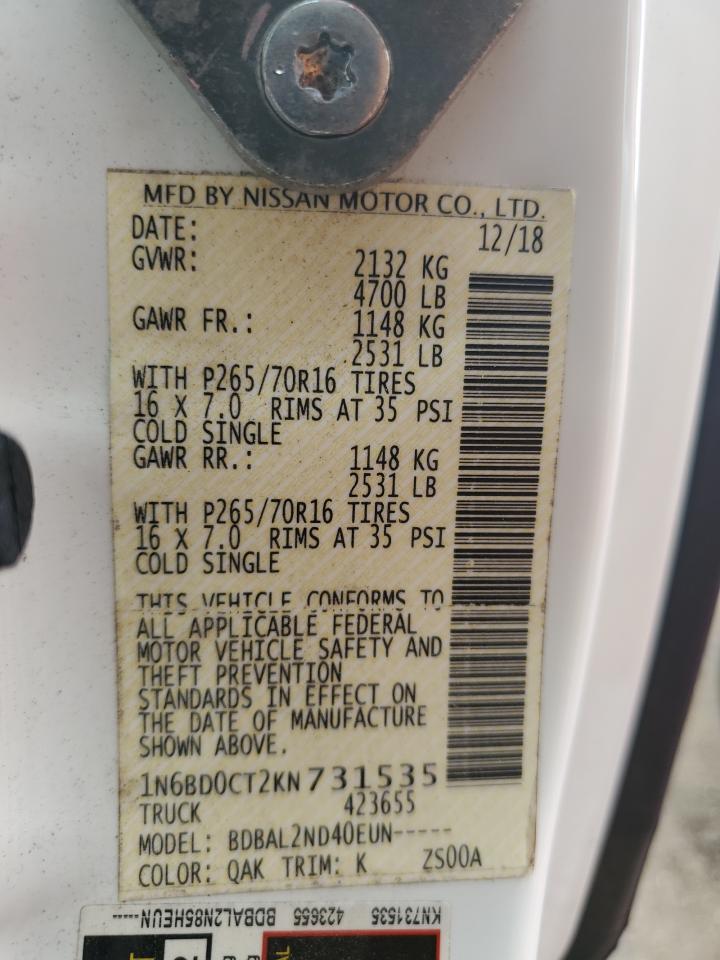 MFD BY NISSAN MOTOR CO., LTD.
DATE: 12/18
GVWR: 2132 KG
4700 LB
GAWR FR.: 1148 KG
2531 LB
WITH P265/70R16 TIRES
16 X 7.0 RIMS AT 35 PSI
COLD SINGLE
GAWR RR.: 1148 KG
2531 LB
WITH P265/70R16 TIRES
16 X 7.0 RIMS AT 35 PSI
COLD SINGLE
THIS VEHICLE CONFORMS TO
ALL APPLICABLE FEDERAL
MOTOR VEHICLE SAFETY AND
THEFT PREVENTION
STANDARDS IN EFFECT ON
THE DATE OF MANUFACTURE
SHOWN ABOVE.
1N6BD0CT2KN731535
TRUCK 423655
MODEL: BDBAL2ND40EUN-----
COLOR: QAK TRIM: K ZS00A
KN731535 423655 BDBAL2N85HEUN-----